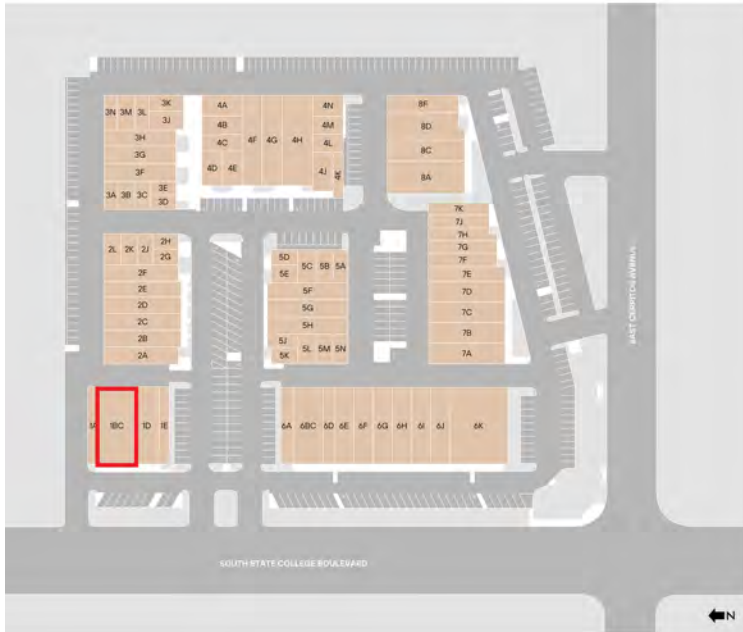 3N 3M 3L 3K
3J
3H
3G
3F
3A 3B 3C 3E
3D
4A
4B
4C
4D 4E
4F 4G 4H
4N
4M
4L
4J 4K
8F
8D
8C
8A
7K
7J
7H
7G
7F
7E
7D
7C
7B
7A
2L 2K 2J 2H
2G
2F
2E
2D
2C
2B
2A
5D
5E
5C 5B 5A
5F
5G
5H
5J
5K
5L 5M 5N
1BC 1D 1E
6A 6BC 6D 6E 6F 6G 6H 6I 6J 6K
EAST CERRITOS AVENUE
SOUTH STATE COLLEGE BOULEVARD
N